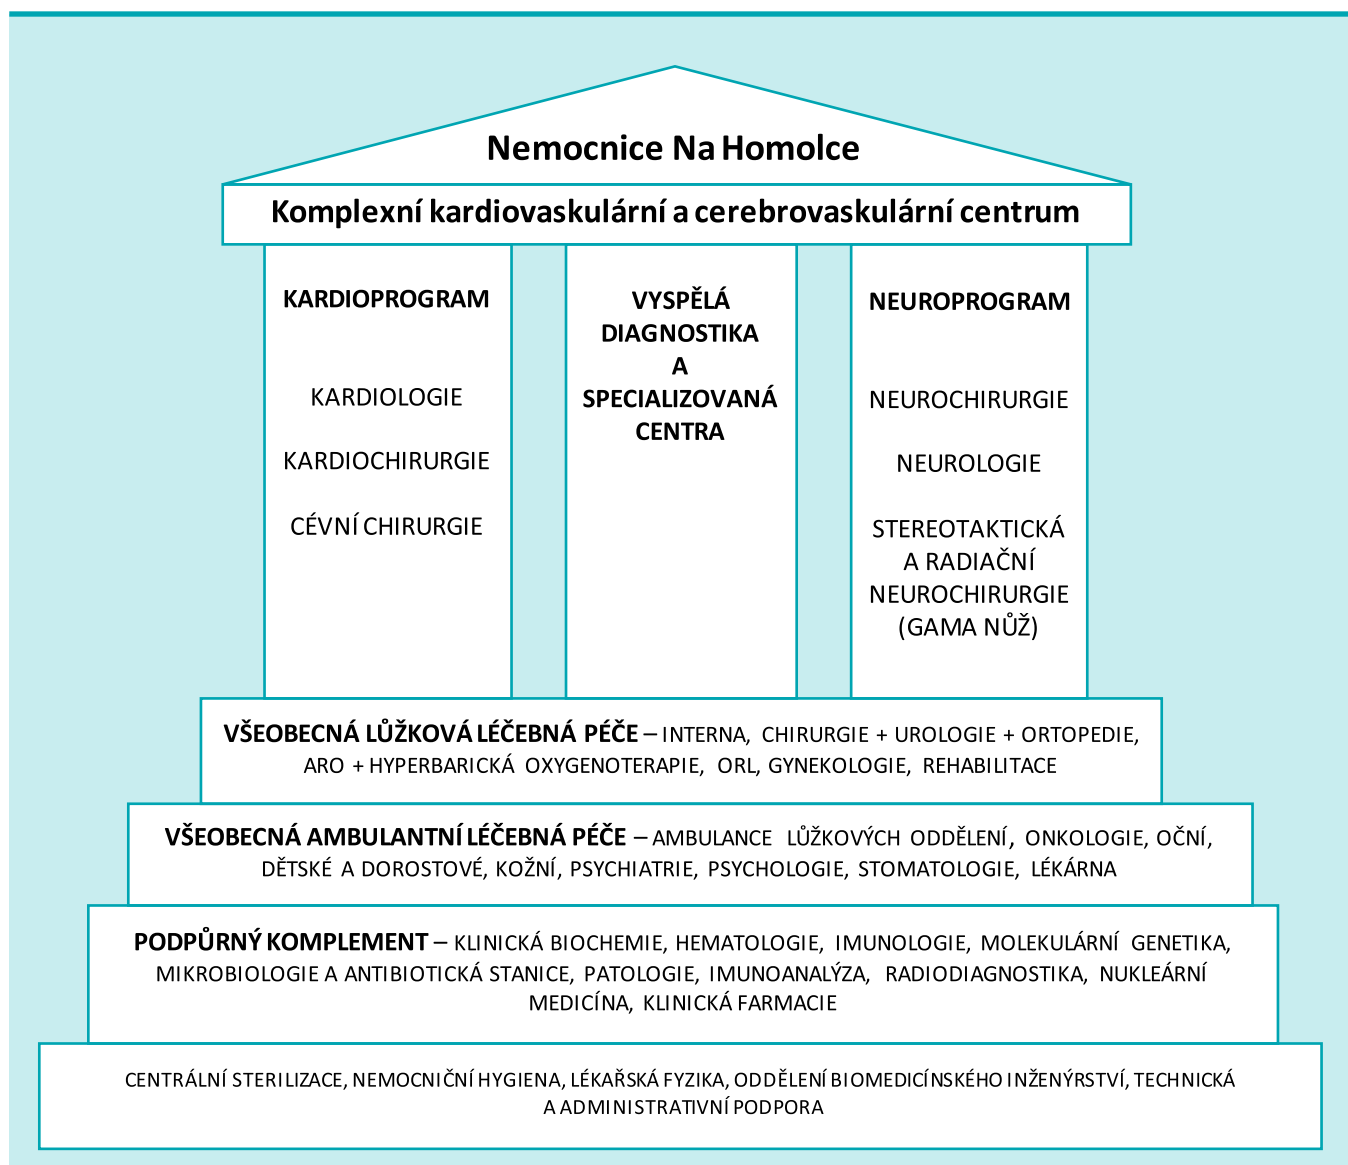 Nemocnice Na Homolce
Komplexní kardiovaskulární a cerebrovaskulární centrum
KARDIOPROGRAM
KARDIOLOGIE
KARDIOCHIRURGIE
CÉVNÍ CHIRURGIE
VYSPĚLÁ
DIAGNOSTIKA
A
SPECIALIZOVANÁ
CENTRA
NEUROPROGRAM
NEUROCHIRURGIE
NEUROLOGIE
STEREOTAKTICKÁ
A RADIAČNÍ
NEUROCHIRURGIE
(GAMA NŮŽ)
VŠEOBECNÁ LŮŽKOVÁ LÉČEBNÁ PÉČE – INTERNA, CHIRURGIE + UROLOGIE + ORTOPEDIE,
ARO + HYPERBARICKÁ OXYGENOTERAPIE, ORL, GYNEKOLOGIE, REHABILITACE
VŠEOBECNÁ AMBULANTNÍ LÉČEBNÁ PÉČE – AMBULANCE LŮŽKOVÝCH ODDĚLENÍ, ONKOLOGIE, OČNÍ,
DĚTSKÉ A DOROSTOVÉ, KOŽNÍ, PSYCHIATRIE, PSYCHOLOGIE, STOMATOLOGIE, LÉKÁRNA
PODPŮRNÝ KOMPLEMENT – KLINICKÁ BIOCHEMIE, HEMATOLOGIE, IMUNOLOGIE, MOLEKULÁRNÍ GENETIKA,
MIKROBIOLOGIE A ANTIBIOTICKÁ STANICE, PATOLOGIE, IMUNOANALÝZA, RADIODIAGNOSTIKA, NUKLEÁRNÍ
MEDICÍNA, KLINICKÁ FARMACIE
CENTRÁLNÍ STERILIZACE, NEMOCNIČNÍ HYGIENA, LÉKAŘSKÁ FYZIKA, ODDĚLENÍ BIOMEDICÍNSKÉHO INŽENÝRSTVÍ, TECHNICKÁ
A ADMINISTRATIVNÍ PODPORA